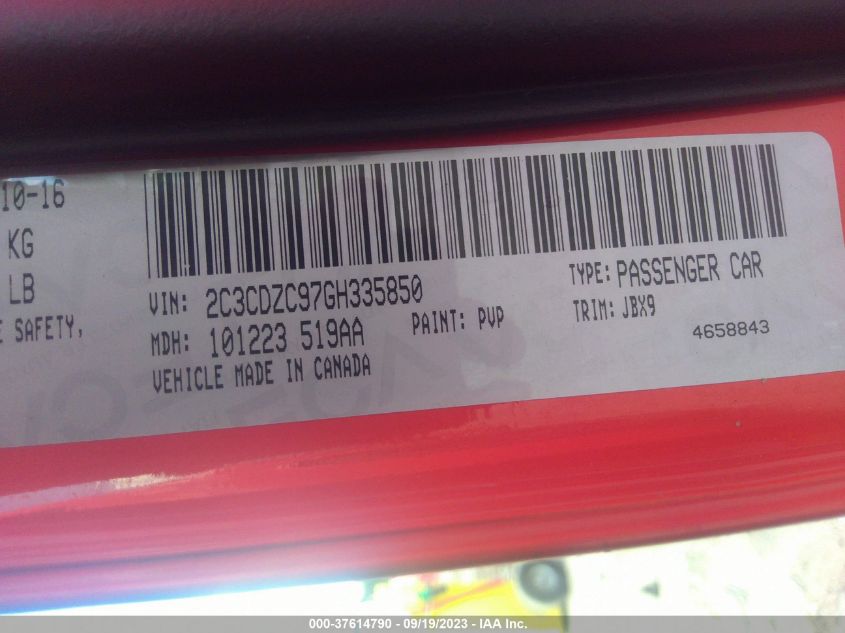 10-16
KG
LB
E SAFETY,
VIN: 2C3CDZC97GH335850
TYPE: PASSENGER CAR
MDH: 101223 519AA
PAINT: PVP
TRIM: JBX9
4658843
VEHICLE MADE IN CANADA
000-37614790 - 09/19/2023 - IAA Inc.